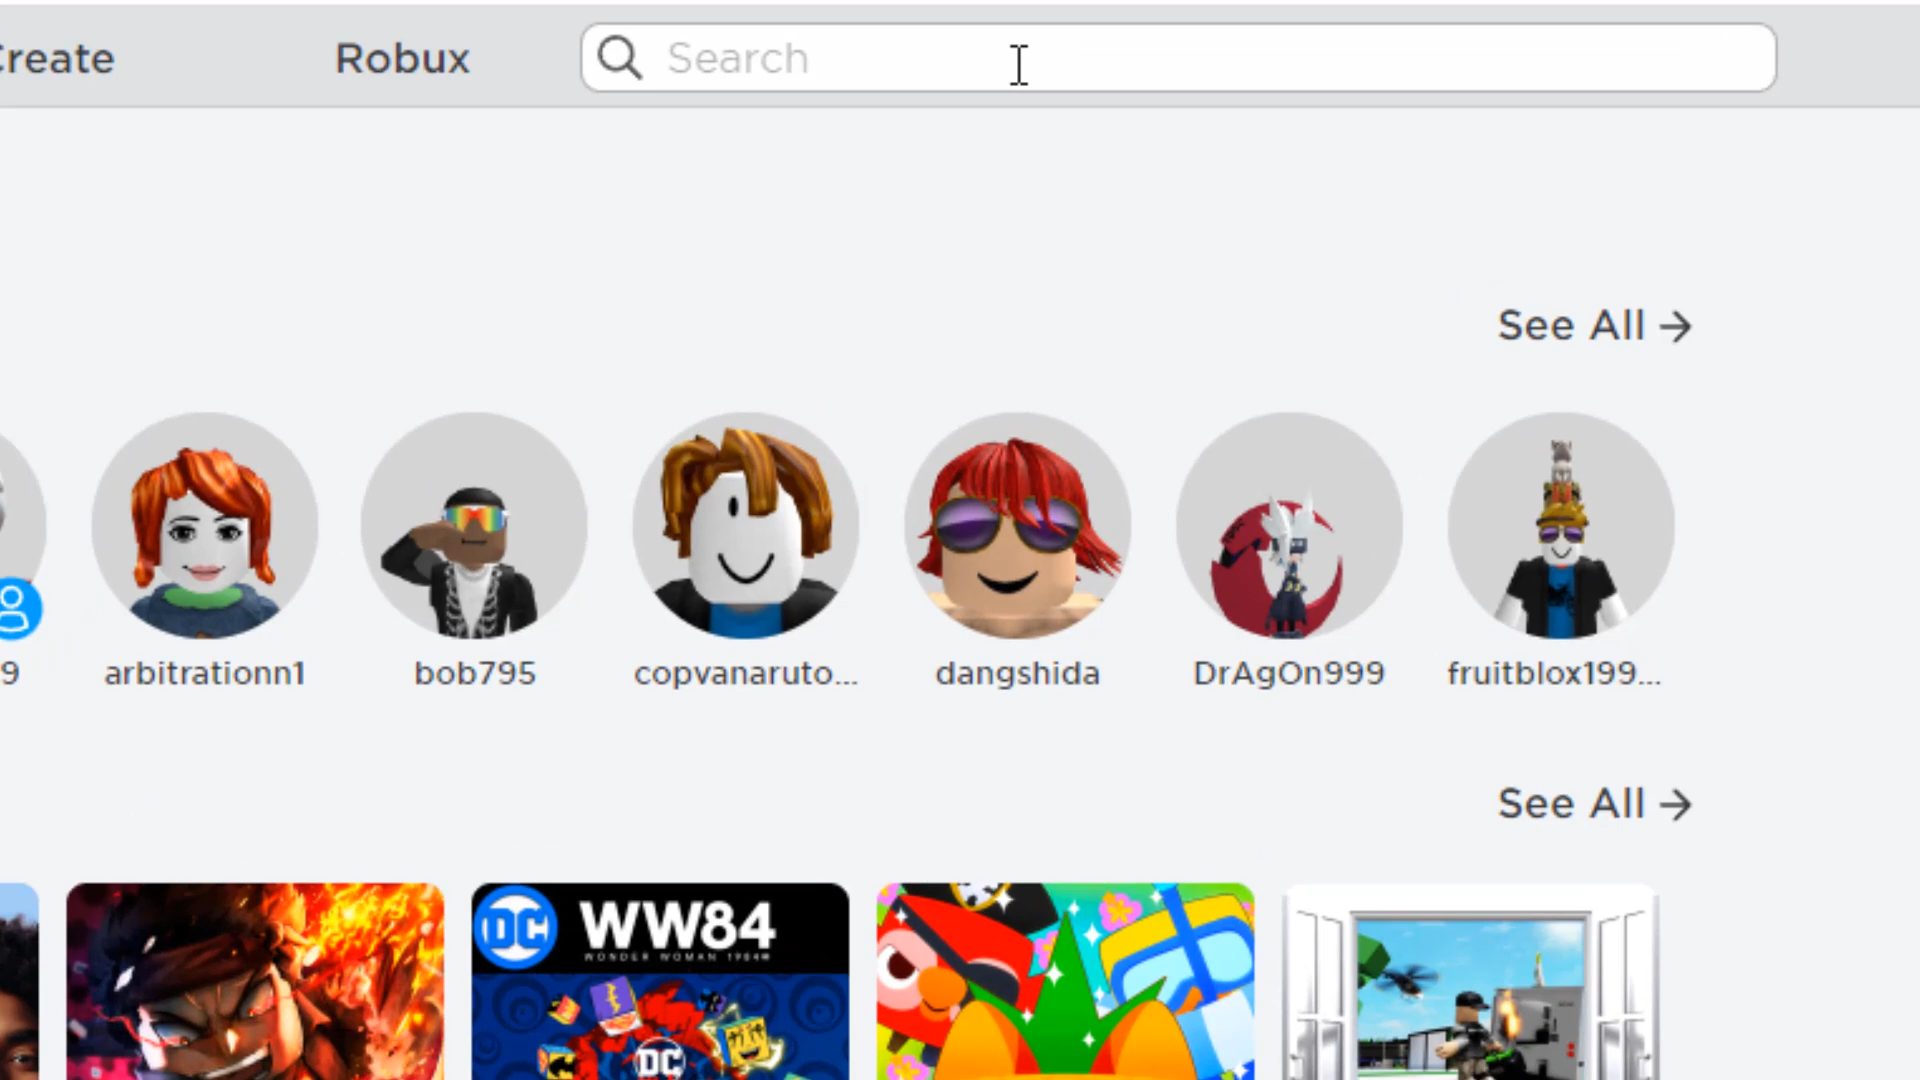 Create Robux Search
See All →
9 arbitrationn1 bob795 copvanaruto... dangshida DrAgOn999 fruitblox199...
See All →
DC WW84
WONDER WOMAN 1984
DC